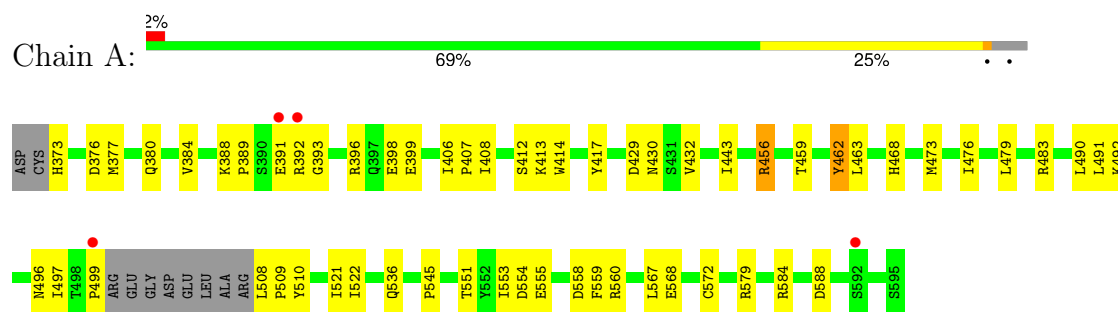 2%
Chain A:
69% 25% • •
ASP CYS H373 D376 M377 Q380 V384 K388 P389 S390 E391 R392 G393 R396 Q397 E398 E399 I406 P407 I408 S412 K413 W414 Y417 D429 N430 S431 V432 I443 R456 T459 Y462 L463 H468 M473 I476 L479 R483 L490 L491 K492
N496 I497 T498 P499 ARG GLU GLY ASP GLU LEU ALA ARG L508 P509 Y510 I521 I522 Q536 P545 T551 Y552 I553 D554 E555 D558 F559 R560 L567 E568 C572 R579 R584 D588 S592 S595